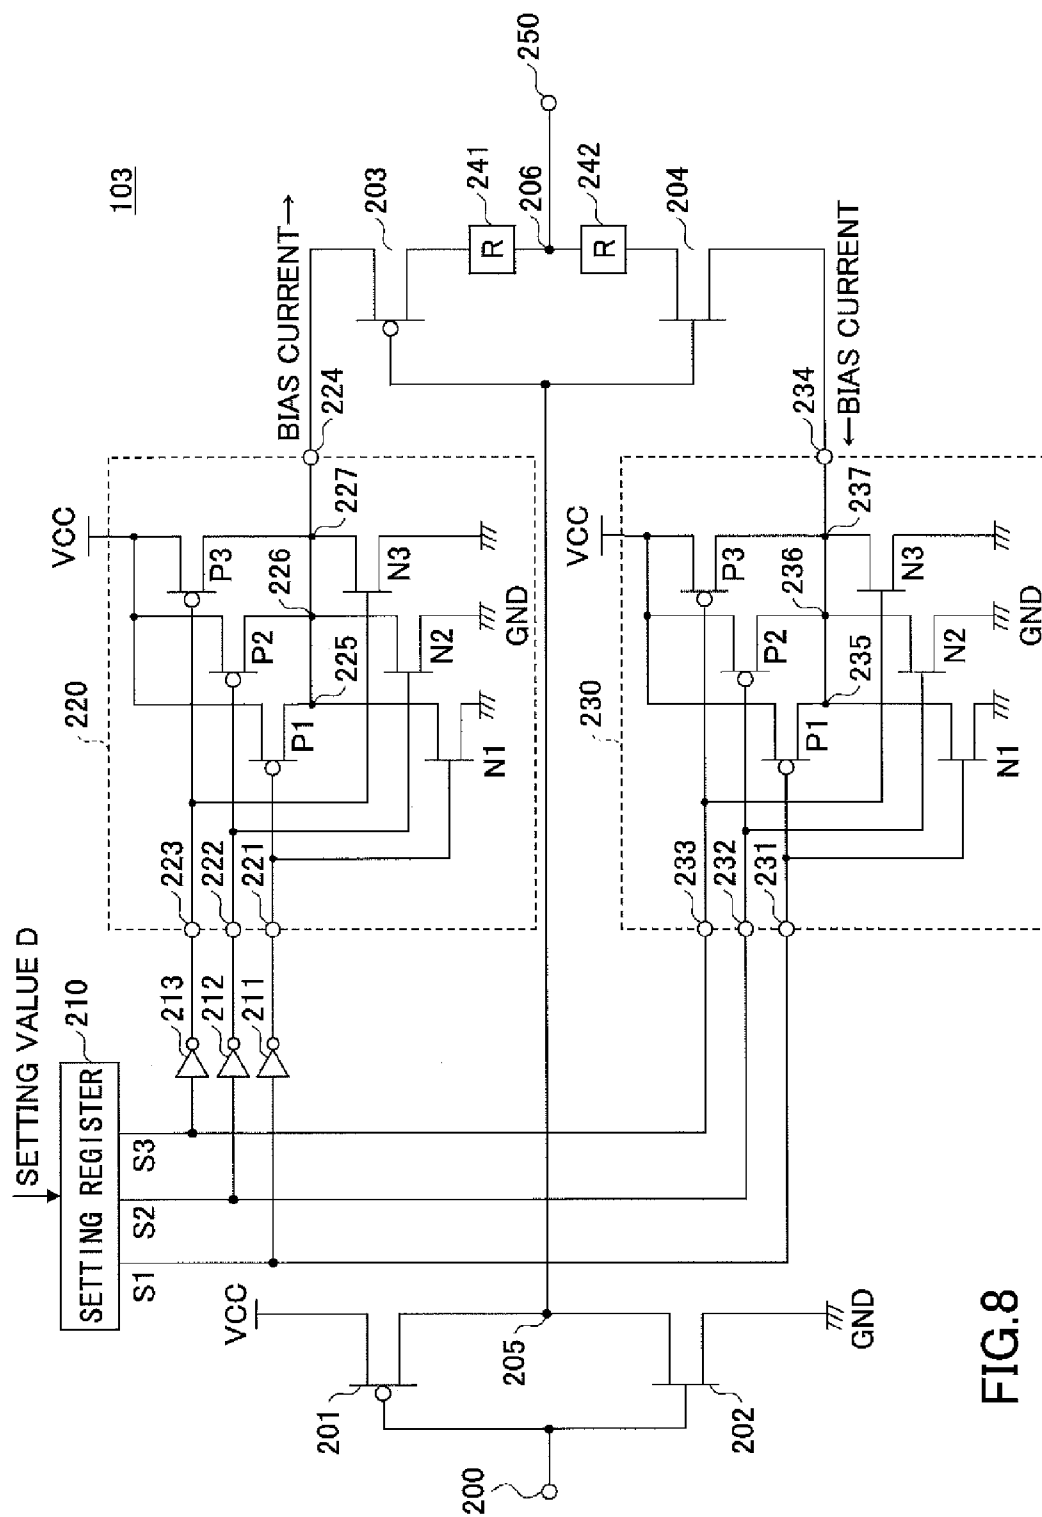 SETTING VALUE D
SETTING REGISTER
210
S1
S2
S3
213
212
211
223
222
221
220
VCC
P3
P2
P1
226
227
225
224
N3
N2
N1
GND
BIAS CURRENT→
103
203
R
241
206
250
R
242
204
←BIAS CURRENT
VCC
201
205
202
GND
200
230
233
232
231
VCC
P3
P2
P1
236
237
235
234
N3
N2
N1
GND
FIG.8